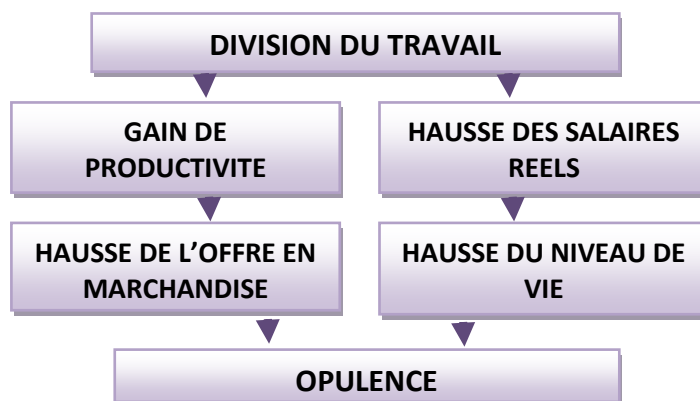 DIVISION DU TRAVAIL
GAIN DE
PRODUCTIVITE
HAUSSE DES SALAIRES
REELS
HAUSSE DE L’OFFRE EN
MARCHANDISE
HAUSSE DU NIVEAU DE
VIE
OPULENCE